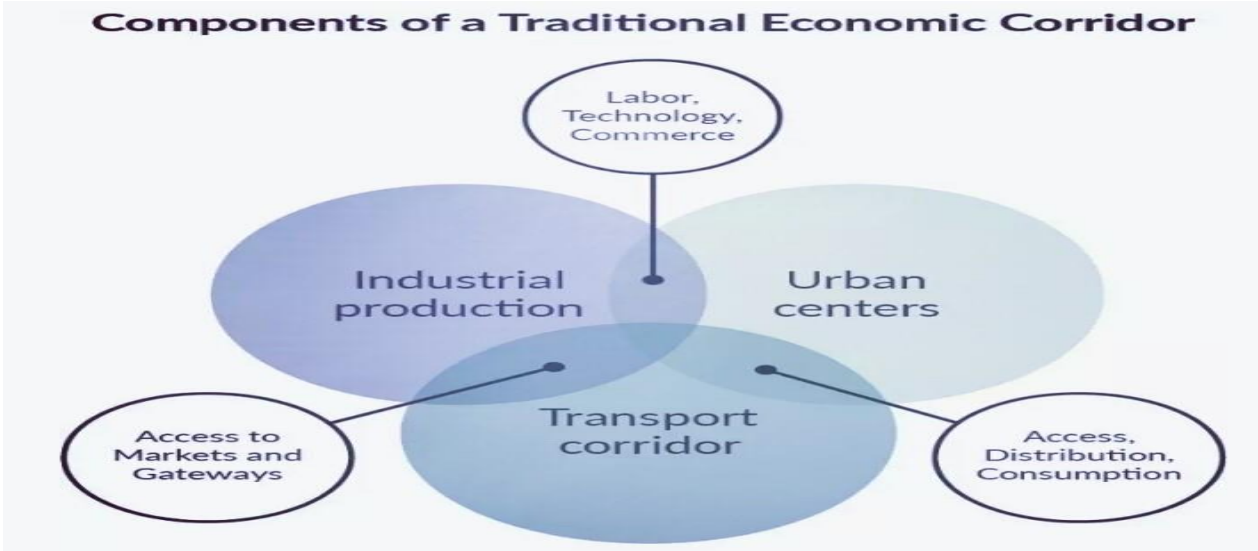 Components of a Traditional Economic Corridor
Labor,
Technology,
Commerce
Industrial
production
Urban
centers
Transport
corridor
Access to
Markets and
Gateways
Access,
Distribution,
Consumption